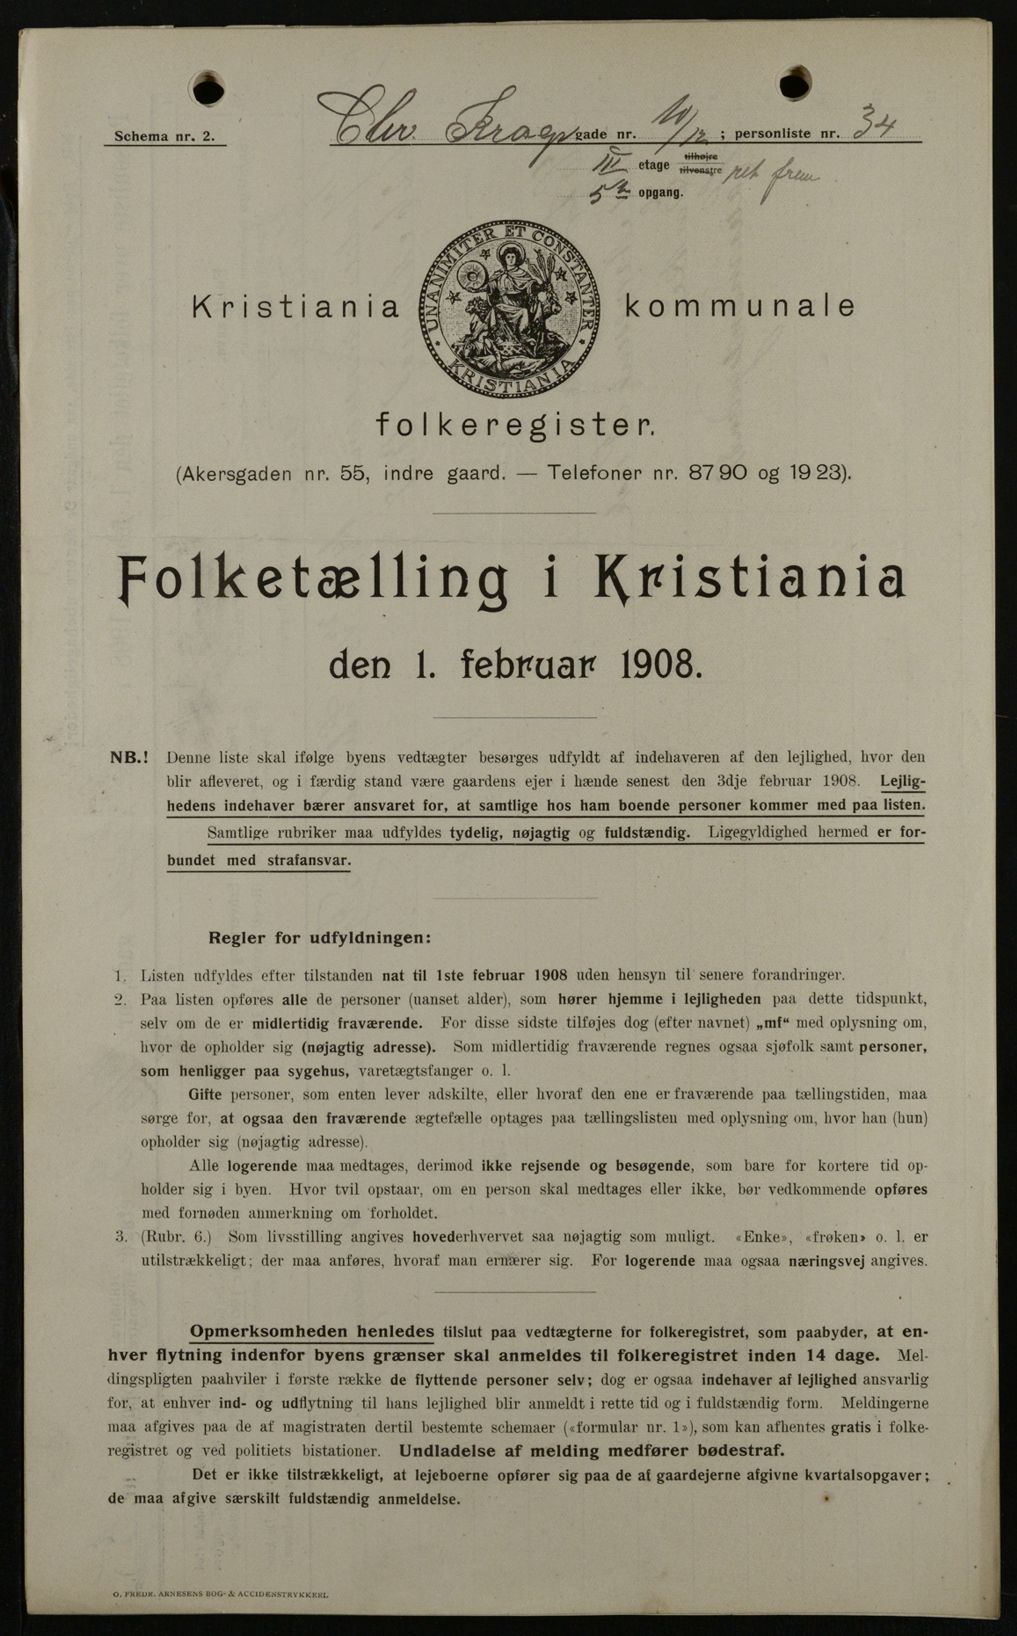 Schema nr. 2.
Chr. Krogs gade nr. 10/12 ; personliste nr. 34
III etage tilhøjre tilvenstre ret frem
5te opgang.
UNANIMITER ET CONSTANTER · KRISTIANIA ·
Kristiania kommunale
folkeregister.
(Akersgaden nr. 55, indre gaard. — Telefoner nr. 8790 og 1923).
Folketælling i Kristiania
den 1. februar 1908.
NB.! Denne liste skal ifølge byens vedtægter besørges udfyldt af indehaveren af den lejlighed, hvor den
blir afleveret, og i færdig stand være gaardens ejer i hænde senest den 3dje februar 1908. Lejlig-
hedens indehaver bærer ansvaret for, at samtlige hos ham boende personer kommer med paa listen.
Samtlige rubriker maa udfyldes tydelig, nøjagtig og fuldstændig. Ligegyldighed hermed er for-
bundet med strafansvar.
Regler for udfyldningen:
1. Listen udfyldes efter tilstanden nat til 1ste februar 1908 uden hensyn til senere forandringer.
2. Paa listen opføres alle de personer (uanset alder), som hører hjemme i lejligheden paa dette tidspunkt,
selv om de er midlertidig fraværende. For disse sidste tilføjes dog (efter navnet) „mf“ med oplysning om,
hvor de opholder sig (nøjagtig adresse). Som midlertidig fraværende regnes ogsaa sjøfolk samt personer,
som henligger paa sygehus, varetægtsfanger o. l.
Gifte personer, som enten lever adskilte, eller hvoraf den ene er fraværende paa tællingstiden, maa
sørge for, at ogsaa den fraværende ægtefælle optages paa tællingslisten med oplysning om, hvor han (hun)
opholder sig (nøjagtig adresse).
Alle logerende maa medtages, derimod ikke rejsende og besøgende, som bare for kortere tid op-
holder sig i byen. Hvor tvil opstaar, om en person skal medtages eller ikke, bør vedkommende opføres
med fornøden anmerkning om forholdet.
3. (Rubr. 6.) Som livsstilling angives hovederhvervet saa nøjagtig som muligt. «Enke», «frøken» o. l. er
utilstrækkeligt; der maa anføres, hvoraf man ernærer sig. For logerende maa ogsaa næringsvej angives.
Opmerksomheden henledes tilslut paa vedtægterne for folkeregistret, som paabyder, at en-
hver flytning indenfor byens grænser skal anmeldes til folkeregistret inden 14 dage. Mel-
dingspligten paahviler i første række de flyttende personer selv; dog er ogsaa indehaver af lejlighed ansvarlig
for, at enhver ind- og udflytning til hans lejlighed blir anmeldt i rette tid og i fuldstændig form. Meldingerne
maa afgives paa de af magistraten dertil bestemte schemaer («formular nr. 1»), som kan afhentes gratis i folke-
registret og ved politiets bistationer. Undladelse af melding medfører bødestraf.
Det er ikke tilstrækkeligt, at lejeboerne opfører sig paa de af gaardejerne afgivne kvartalsopgaver;
de maa afgive særskilt fuldstændig anmeldelse.
O. FREDR. ARNESENS BOG- & ACCIDENSTRYKKERI.